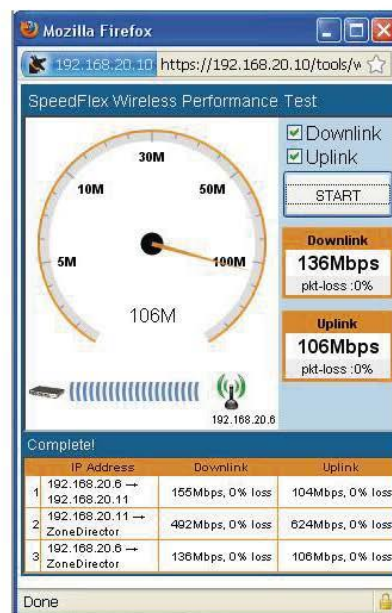 Mozilla Firefox
192.168.20.10 https://192.168.20.10/tools/w
SpeedFlex Wireless Performance Test
Downlink
Uplink
START
5M
10M
30M
50M
100M
106M
Downlink
136Mbps
pkt-loss :0%
Uplink
106Mbps
pkt-loss :0%
192.168.20.6
Complete!
IP Address Downlink Uplink
1 192.168.20.6 → 192.168.20.11 155Mbps, 0% loss 104Mbps, 0% loss
2 192.168.20.11 → ZoneDirector 492Mbps, 0% loss 624Mbps, 0% loss
3 192.168.20.6 → ZoneDirector 136Mbps, 0% loss 106Mbps, 0% loss
Done